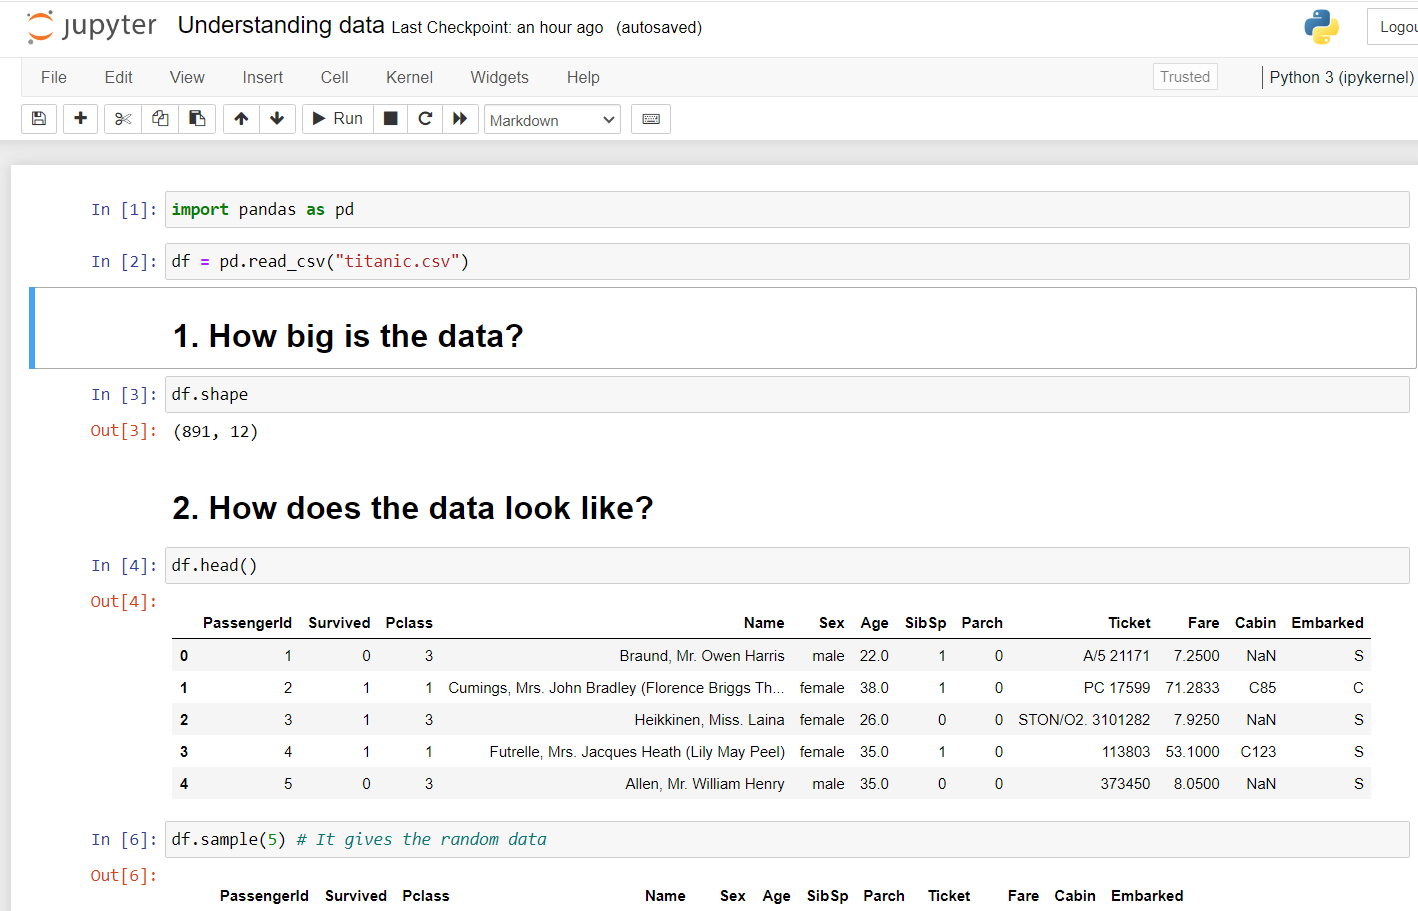 jupyter Understanding data Last Checkpoint: an hour ago (autosaved)
File Edit View Insert Cell Kernel Widgets Help Trusted Python 3 (ipykernel)
Run Markdown
In [1]: import pandas as pd
In [2]: df = pd.read_csv("titanic.csv")
1. How big is the data?
In [3]: df.shape
Out[3]: (891, 12)
2. How does the data look like?
In [4]: df.head()
Out[4]:
PassengerId Survived Pclass Name Sex Age SibSp Parch Ticket Fare Cabin Embarked
0 1 0 3 Braund, Mr. Owen Harris male 22.0 1 0 A/5 21171 7.2500 NaN S
1 2 1 1 Cumings, Mrs. John Bradley (Florence Briggs Th... female 38.0 1 0 PC 17599 71.2833 C85 C
2 3 1 3 Heikkinen, Miss. Laina female 26.0 0 0 STON/O2. 3101282 7.9250 NaN S
3 4 1 1 Futrelle, Mrs. Jacques Heath (Lily May Peel) female 35.0 1 0 113803 53.1000 C123 S
4 5 0 3 Allen, Mr. William Henry male 35.0 0 0 373450 8.0500 NaN S
In [6]: df.sample(5) # It gives the random data
Out[6]:
PassengerId Survived Pclass Name Sex Age SibSp Parch Ticket Fare Cabin Embarked